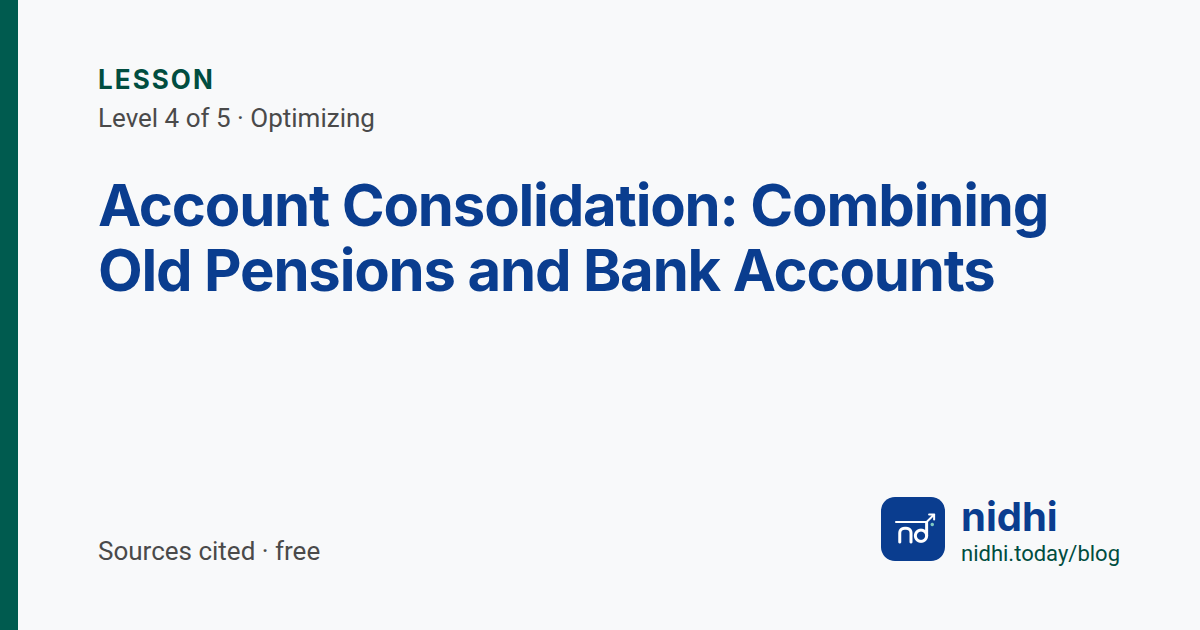 LESSON
Level 4 of 5 · Optimizing
Account Consolidation: Combining
Old Pensions and Bank Accounts
Sources cited · free
nd
nidhi
nidhi.today/blog